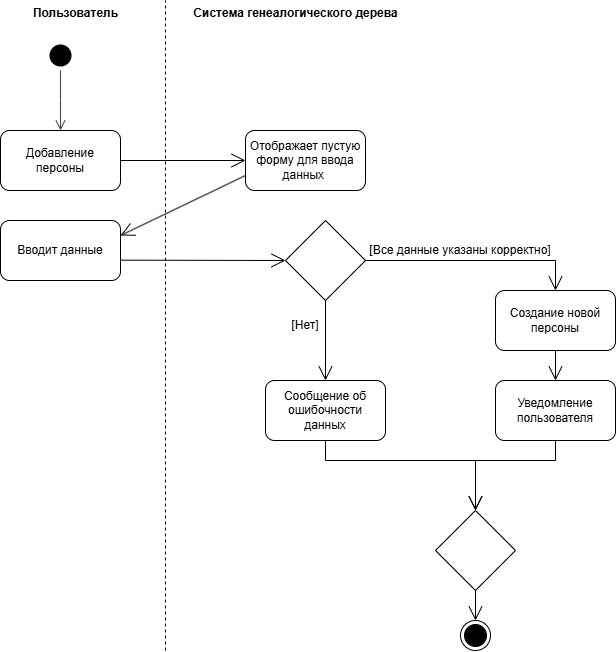 Пользователь
Система генеалогического дерева
Добавление
персоны
Отображает пустую
форму для ввода
данных
Вводит данные
[Все данные указаны корректно]
[Нет]
Создание новой
персоны
Сообщение об
ошибочности
данных
Уведомление
пользователя